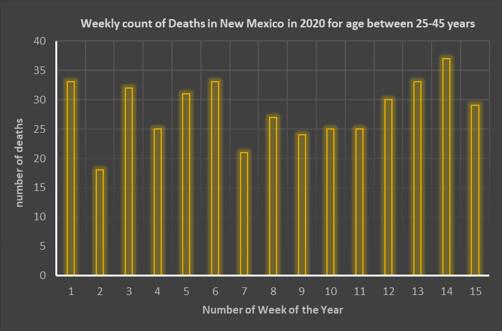 Weekly count of Deaths in New Mexico in 2020 for age between 25-45 years
40
35
30
25
20
15
10
5
0
number of deaths
1 2 3 4 5 6 7 8 9 10 11 12 13 14 15
Number of Week of the Year